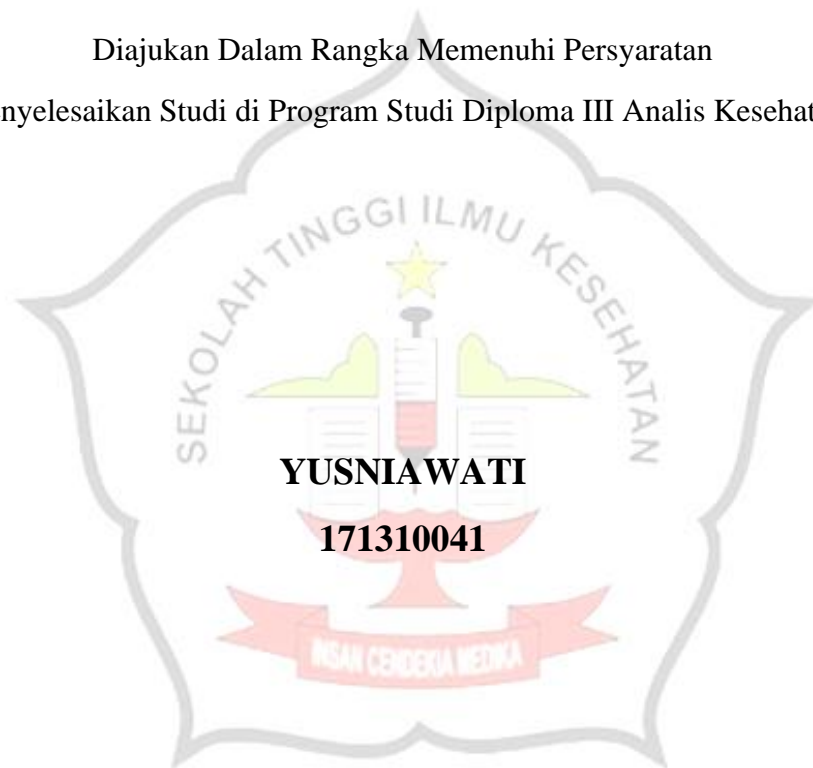 Diajukan Dalam Rangka Memenuhi Persyaratan
nyelesaikan Studi di Program Studi Diploma III Analis Kesehat
SEKOLAH TINGGI ILMU KESEHATAN
YUSNIAWATI
171310041
INSAN CENDEKIA MEDIKA